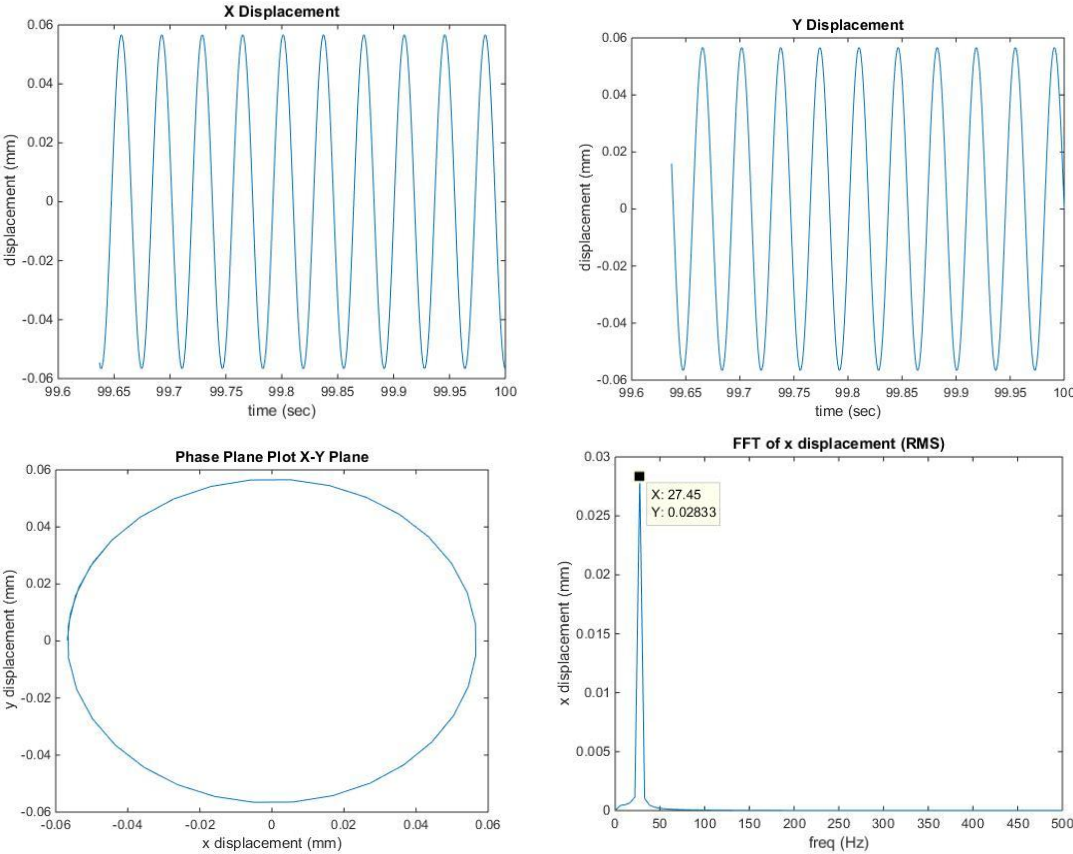 X Displacement
0.06
0.04
0.02
0
-0.02
-0.04
-0.06
displacement (mm)
99.6 99.65 99.7 99.75 99.8 99.85 99.9 99.95 100
time (sec)
Y Displacement
0.06
0.04
0.02
0
-0.02
-0.04
-0.06
displacement (mm)
99.6 99.65 99.7 99.75 99.8 99.85 99.9 99.95 100
time (sec)
Phase Plane Plot X-Y Plane
0.06
0.04
0.02
0
-0.02
-0.04
-0.06
y displacement (mm)
-0.06 -0.04 -0.02 0 0.02 0.04 0.06
x displacement (mm)
FFT of x displacement (RMS)
0.03
0.025
0.02
0.015
0.01
0.005
0
x displacement (mm)
X: 27.45
Y: 0.02833
0 50 100 150 200 250 300 350 400 450 500
freq (Hz)